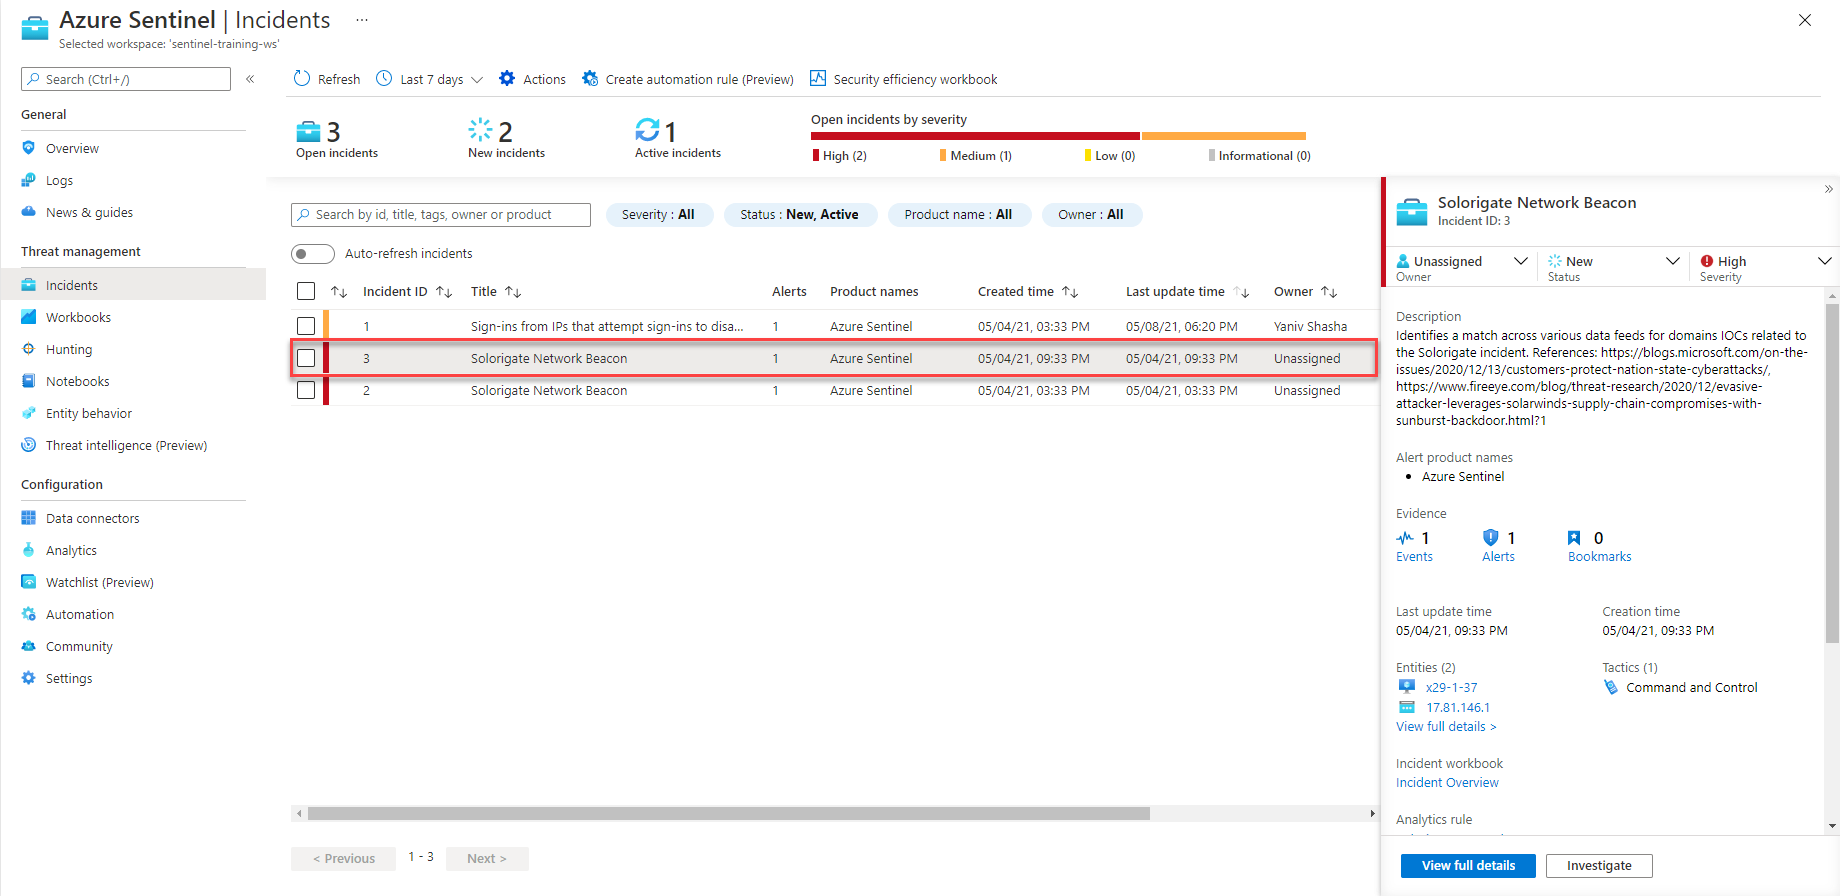 Azure Sentinel | Incidents ...
Selected workspace: 'sentinel-training-ws'
Search (Ctrl+/)
«
General
Overview
Logs
News & guides
Threat management
Incidents
Workbooks
Hunting
Notebooks
Entity behavior
Threat intelligence (Preview)
Configuration
Data connectors
Analytics
Watchlist (Preview)
Automation
Community
Settings
Refresh Last 7 days Actions Create automation rule (Preview) Security efficiency workbook
3 Open incidents
2 New incidents
1 Active incidents
Open incidents by severity
High (2) Medium (1) Low (0) Informational (0)
Search by id, title, tags, owner or product
Severity : All Status : New, Active Product name : All Owner : All
Auto-refresh incidents
Incident ID Title Alerts Product names Created time Last update time Owner
1 Sign-ins from IPs that attempt sign-ins to disa... 1 Azure Sentinel 05/04/21, 03:33 PM 05/08/21, 06:20 PM Yaniv Shasha
3 Solorigate Network Beacon 1 Azure Sentinel 05/04/21, 09:33 PM 05/04/21, 09:33 PM Unassigned
2 Solorigate Network Beacon 1 Azure Sentinel 05/04/21, 03:33 PM 05/04/21, 03:33 PM Unassigned
< Previous 1 - 3 Next >
»
Solorigate Network Beacon
Incident ID: 3
Unassigned New High
Owner Status Severity
Description
Identifies a match across various data feeds for domains IOCs related to
the Solorigate incident. References: https://blogs.microsoft.com/on-the-
issues/2020/12/13/customers-protect-nation-state-cyberattacks/,
https://www.fireeye.com/blog/threat-research/2020/12/evasive-
attacker-leverages-solarwinds-supply-chain-compromises-with-
sunburst-backdoor.html?1
Alert product names
• Azure Sentinel
Evidence
1 1 0
Events Alerts Bookmarks
Last update time Creation time
05/04/21, 09:33 PM 05/04/21, 09:33 PM
Entities (2) Tactics (1)
x29-1-37 Command and Control
17.81.146.1
View full details >
Incident workbook
Incident Overview
Analytics rule
View full details Investigate